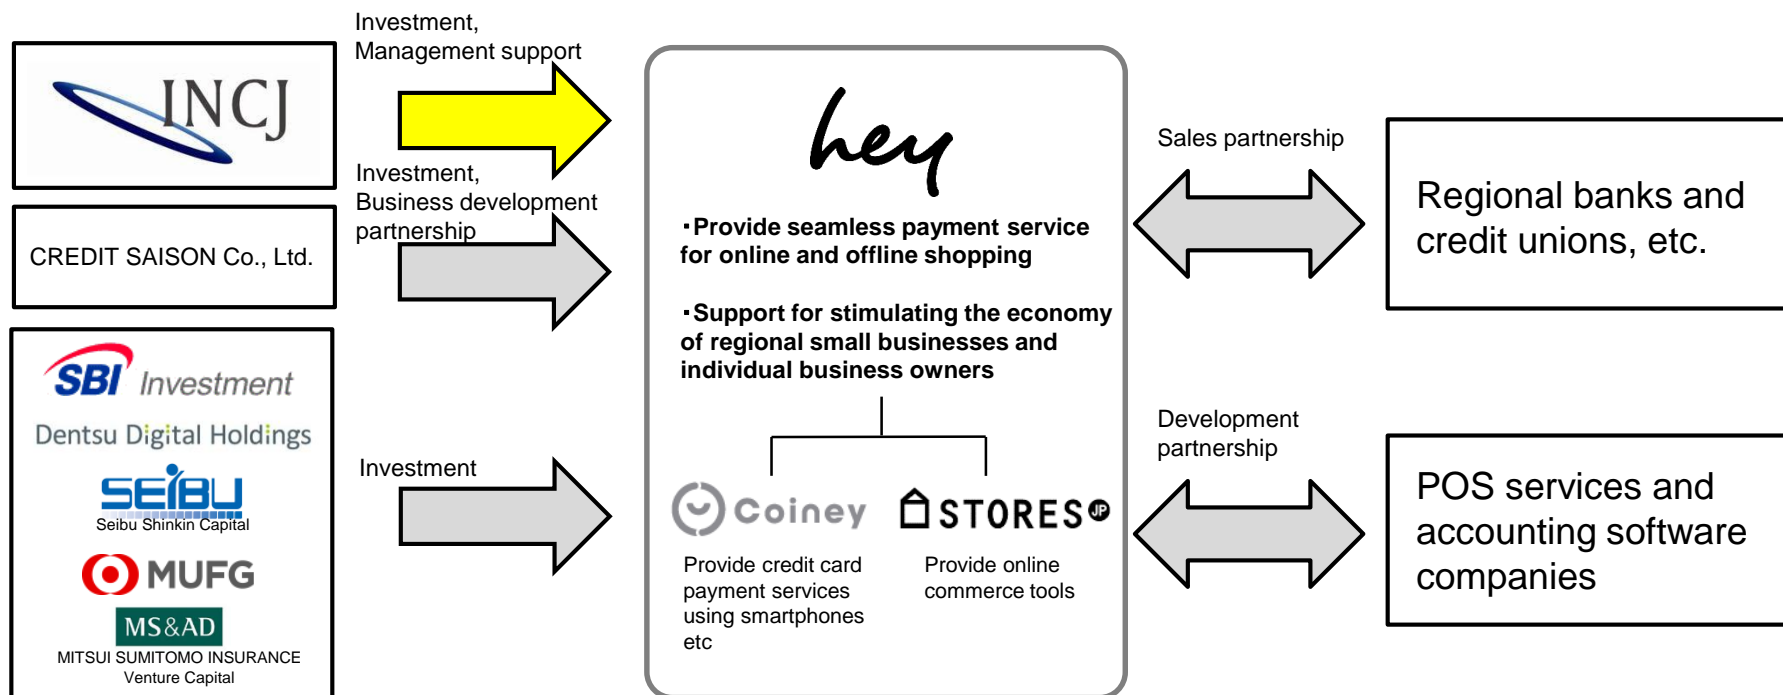 Investment,
Management support
INCJ
Investment,
Business development
partnership
CREDIT SAISON Co., Ltd.
SBI Investment
Dentsu Digital Holdings
SEIBU
Seibu Shinkin Capital
MUFG
MS&AD
MITSUI SUMITOMO INSURANCE
Venture Capital
Investment
hey
・Provide seamless payment service
for online and offline shopping
・Support for stimulating the economy
of regional small businesses and
individual business owners
Coiney
Provide credit card
payment services
using smartphones
etc
STORES JP
Provide online
commerce tools
Sales partnership
Regional banks and
credit unions, etc.
Development
partnership
POS services and
accounting software
companies